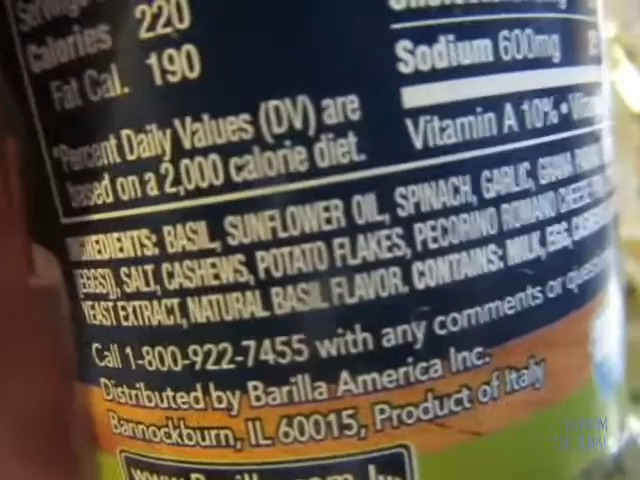 Calories 220
Fat Cal. 190
Sodium 600mg
Vitamin A 10% •
*Percent Daily Values (DV) are
based on a 2,000 calorie diet.
INGREDIENTS: BASIL, SUNFLOWER OIL, SPINACH, GARLIC, GRANA
[EGGS]), SALT, CASHEWS, POTATO FLAKES, PECORINO ROMANO CHEESE
YEAST EXTRACT, NATURAL BASIL FLAVOR. CONTAINS: MILK, EGG,
Call 1-800-922-7455 with any comments or
Distributed by Barilla America Inc.
Bannockburn, IL 60015, Product of Italy